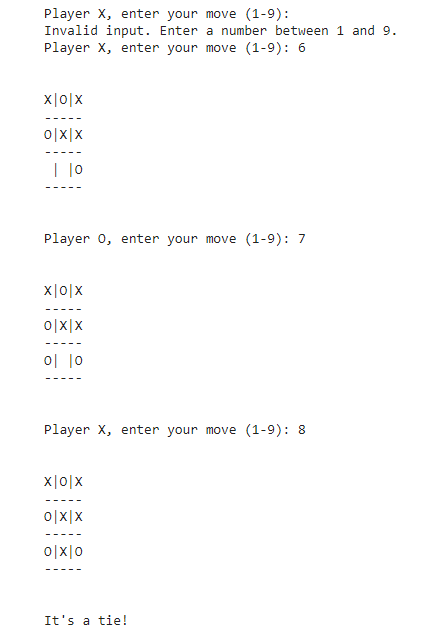 Player X, enter your move (1-9):
Invalid input. Enter a number between 1 and 9.
Player X, enter your move (1-9): 6
X|O|X
-----
O|X|X
-----
 | |O
-----
Player O, enter your move (1-9): 7
X|O|X
-----
O|X|X
-----
O| |O
-----
Player X, enter your move (1-9): 8
X|O|X
-----
O|X|X
-----
O|X|O
-----
It's a tie!